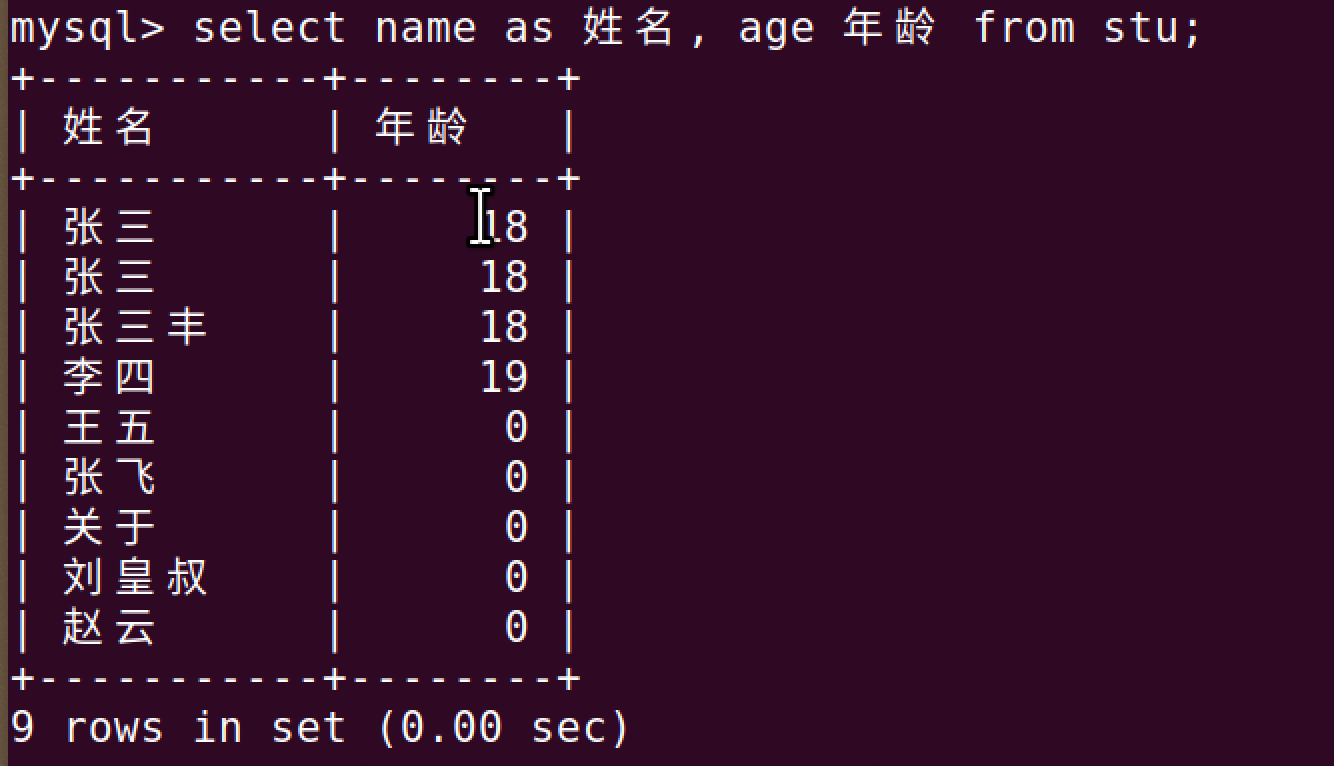 mysql> select name as 姓名, age 年龄 from stu;
+-----------+--------+
| 姓名      | 年龄   |
+-----------+--------+
| 张三      |     18 |
| 张三      |     18 |
| 张三丰    |     18 |
| 李四      |     19 |
| 王五      |      0 |
| 张飞      |      0 |
| 关于      |      0 |
| 刘皇叔    |      0 |
| 赵云      |      0 |
+-----------+--------+
9 rows in set (0.00 sec)